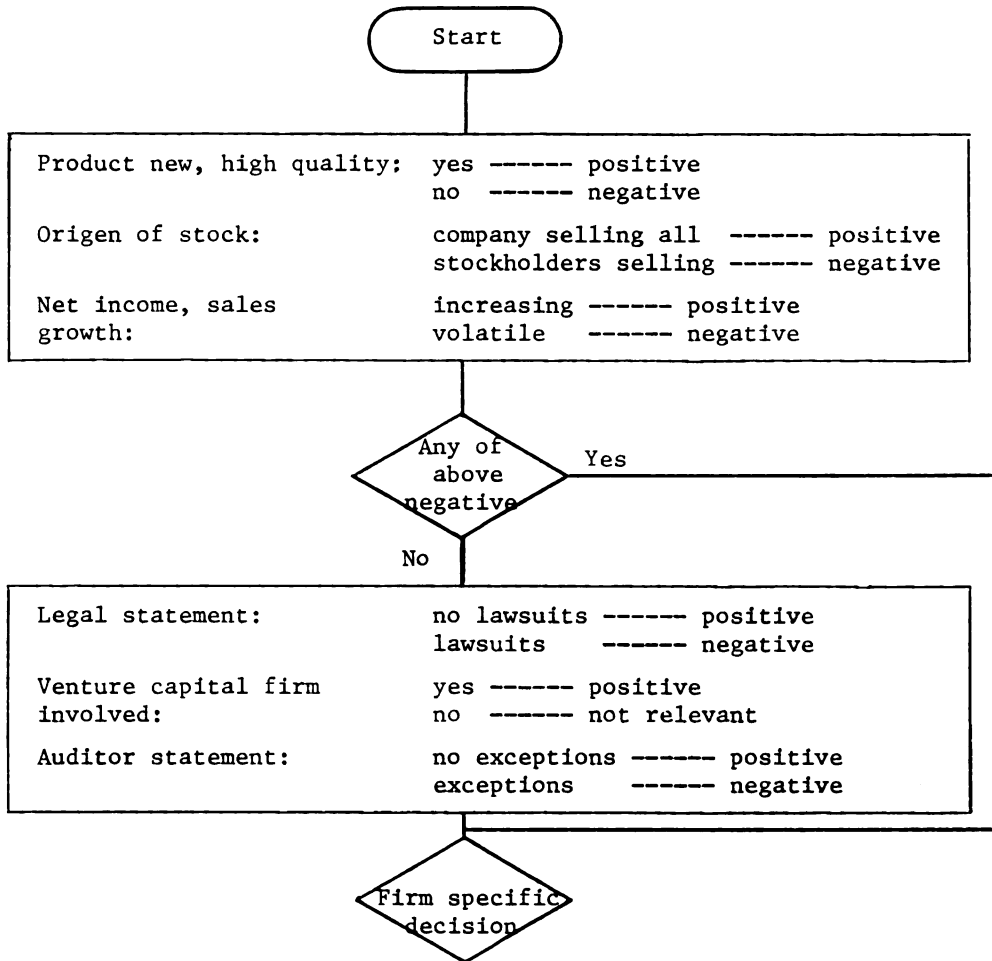 Start
Product new, high quality: yes ------ positive
no ------ negative
Origen of stock: company selling all ------ positive
stockholders selling ------ negative
Net income, sales increasing ------ positive
growth: volatile ------ negative
Any of
above
negative
Yes
No
Legal statement: no lawsuits ------ positive
lawsuits ------ negative
Venture capital firm yes ------ positive
involved: no ------ not relevant
Auditor statement: no exceptions ------ positive
exceptions ------ negative
Firm specific
decision